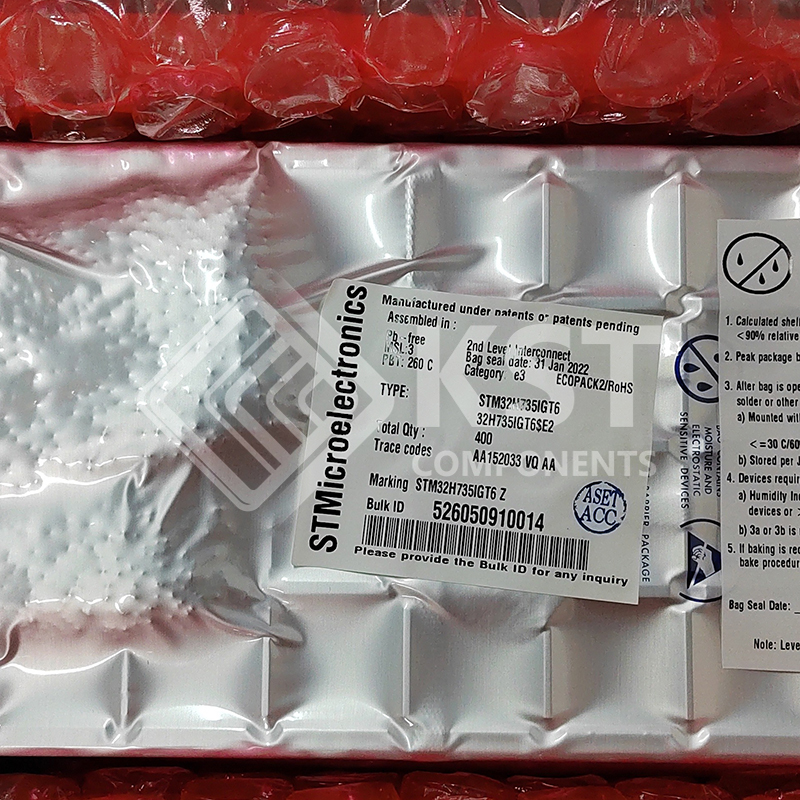 STMicroelectronics
Manufactured under patents or patents pending
Assembled in :
Pb-free
2nd Level Interconnect
MSL:3
Bag seal date: 31 Jan 2022
PBT: 260 C
Category: e3
ECOPACK2/RoHS
TYPE:
STM32H735IGT6
32H735IGT6$E2
Total Qty :
400
Trace codes
AA152033 VQ AA
Marking STM32H735IGT6 Z
Bulk ID
526050910014
ASET
ACC
Please provide the Bulk ID for any inquiry
KST
COMPONENTS
MOISTURE AND
ELECTROSTATIC
SENSITIVE DEVICES
PACKAGE
1. Calculated shel
<90% relative
2. Peak package b
3. After bag is ope
solder or other
a) Mounted with
<=30 C/60
b) Stored per J
4. Devices requir
a) Humidity In
devices or >
b) 3a or 3b is
5. If baking is req
bake procedur
Bag Seal Date: _
Note: Leve